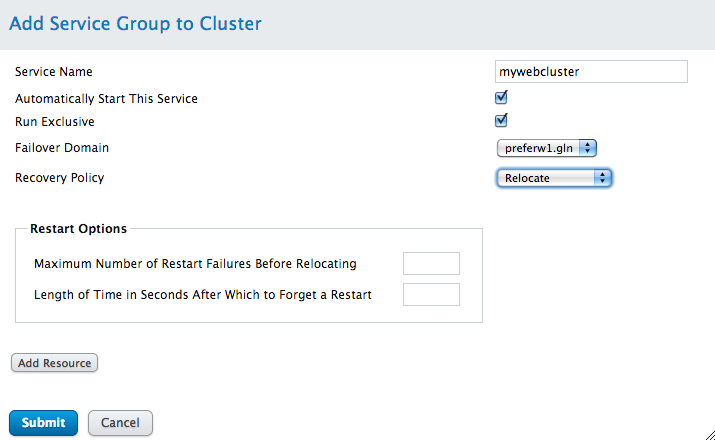 Add Service Group to Cluster
Service Name mywebcluster
Automatically Start This Service
Run Exclusive
Failover Domain preferw1.gln
Recovery Policy Relocate
Restart Options
Maximum Number of Restart Failures Before Relocating
Length of Time in Seconds After Which to Forget a Restart
Add Resource
Submit Cancel